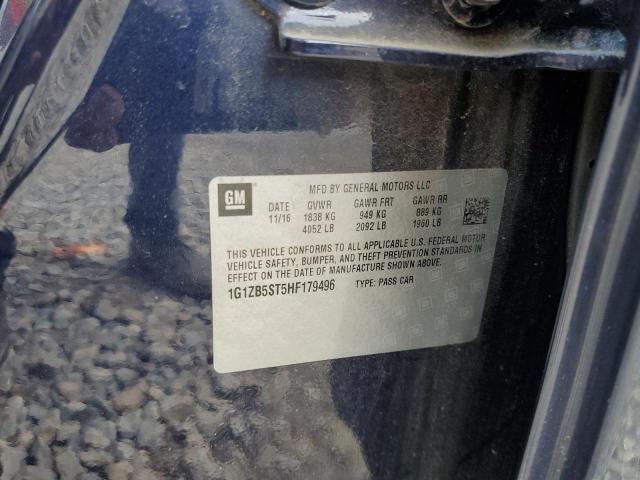 GM
MFD BY GENERAL MOTORS LLC
DATE GVWR GAWR FRT GAWR RR
11/16 1838 KG 949 KG 889 KG
4052 LB 2092 LB 1960 LB
THIS VEHICLE CONFORMS TO ALL APPLICABLE U.S. FEDERAL MOTOR
VEHICLE SAFETY, BUMPER, AND THEFT PREVENTION STANDARDS IN
EFFECT ON THE DATE OF MANUFACTURE SHOWN ABOVE.
1G1ZB5ST5HF179496 TYPE: PASS CAR